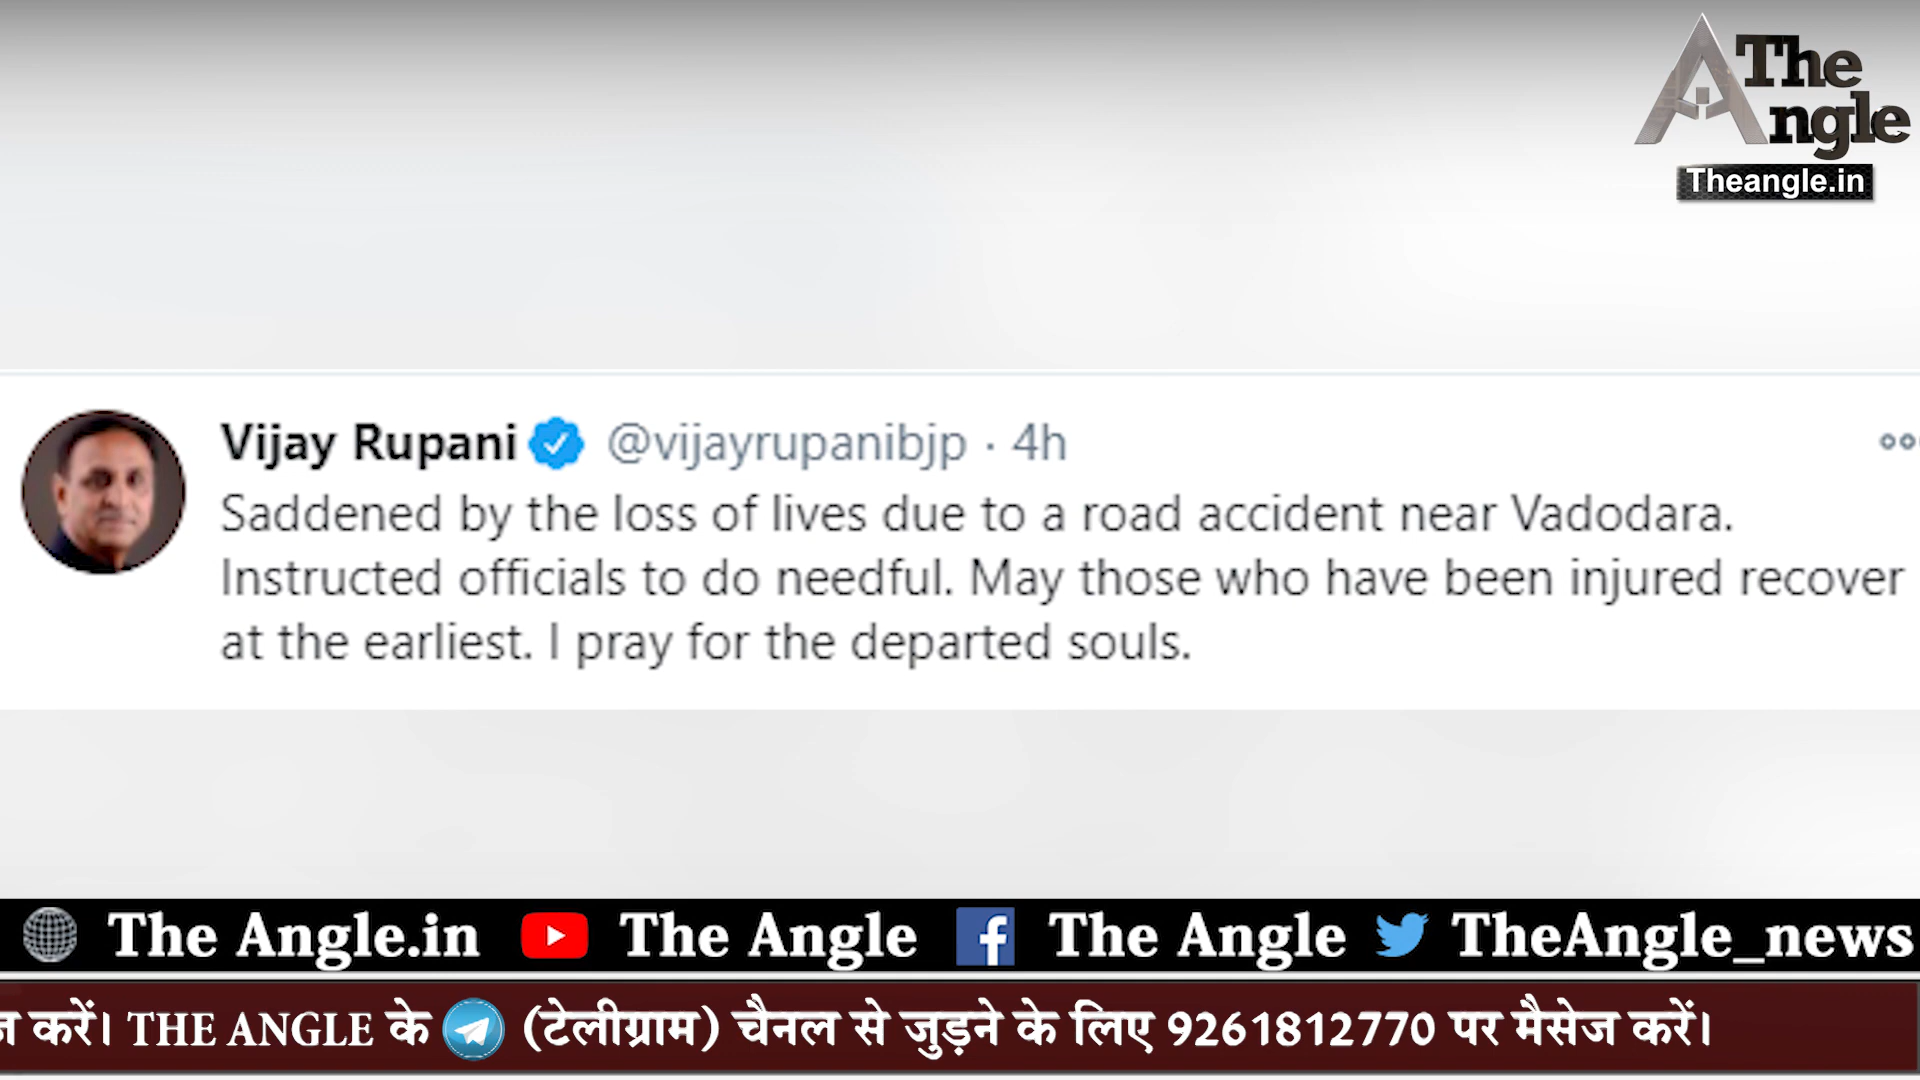 The
Angle
Theangle.in
Vijay Rupani @vijayrupanibjp · 4h
Saddened by the loss of lives due to a road accident near Vadodara.
Instructed officials to do needful. May those who have been injured recover
at the earliest. I pray for the departed souls.
The Angle.in The Angle The Angle TheAngle_news
करें। THE ANGLE के (टेलीग्राम) चैनल से जुड़ने के लिए 9261812770 पर मैसेज करें।